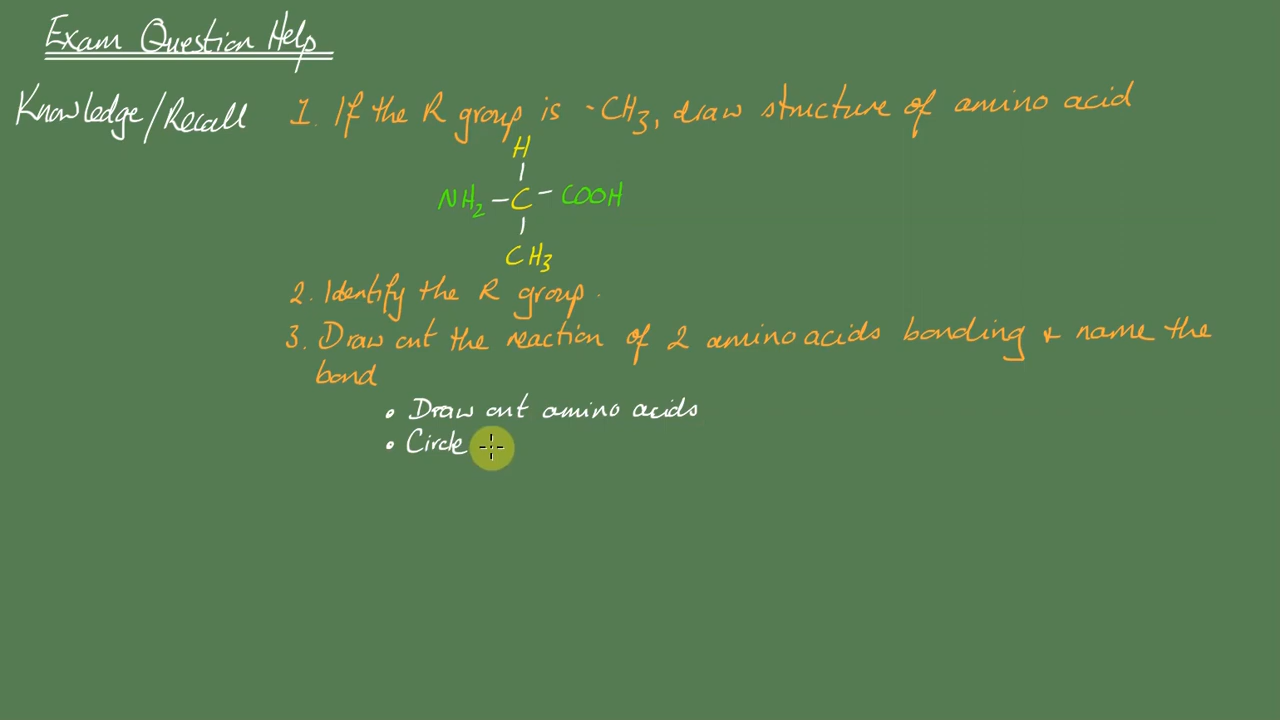 Exam Question Help
Knowledge/Recall
1. If the R group is -CH3, draw structure of amino acid
H
NH2 - C - COOH
CH3
2. Identify the R group.
3. Draw out the reaction of 2 amino acids bonding & name the
bond
• Draw out amino acids
• Circle